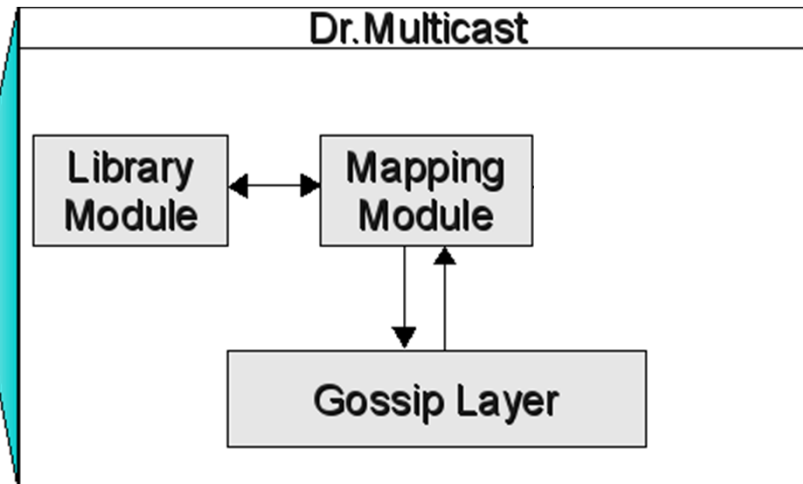 Dr.Multicast
Library
Module
Mapping
Module
Gossip Layer